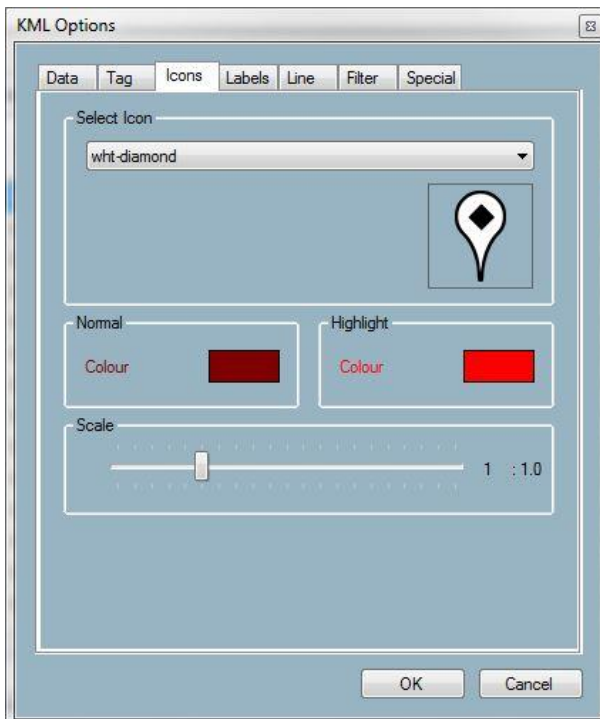 KML Options
Data Tag Icons Labels Line Filter Special
Select Icon
wht-diamond
Normal Highlight
Colour Colour
Scale
1 : 1.0
OK Cancel